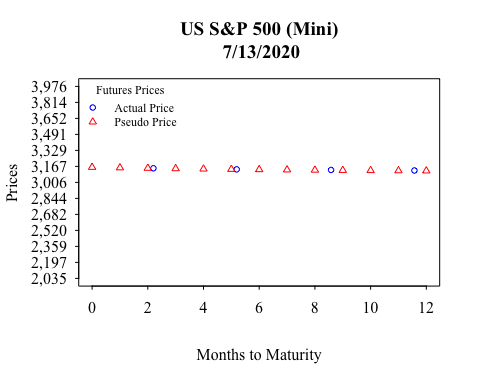 US S&P 500 (Mini)
7/13/2020
Futures Prices
Actual Price
Pseudo Price
Prices
3,976
3,814
3,652
3,491
3,329
3,167
3,006
2,844
2,682
2,520
2,359
2,197
2,035
0 2 4 6 8 10 12
Months to Maturity